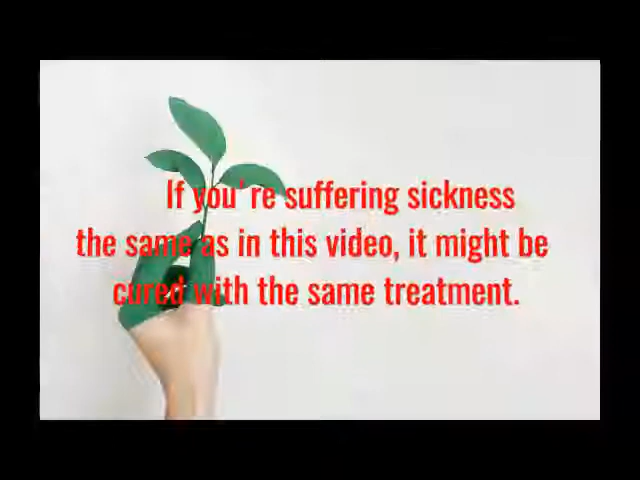 If you're suffering sickness
the same as in this video, it might be
cured with the same treatment.